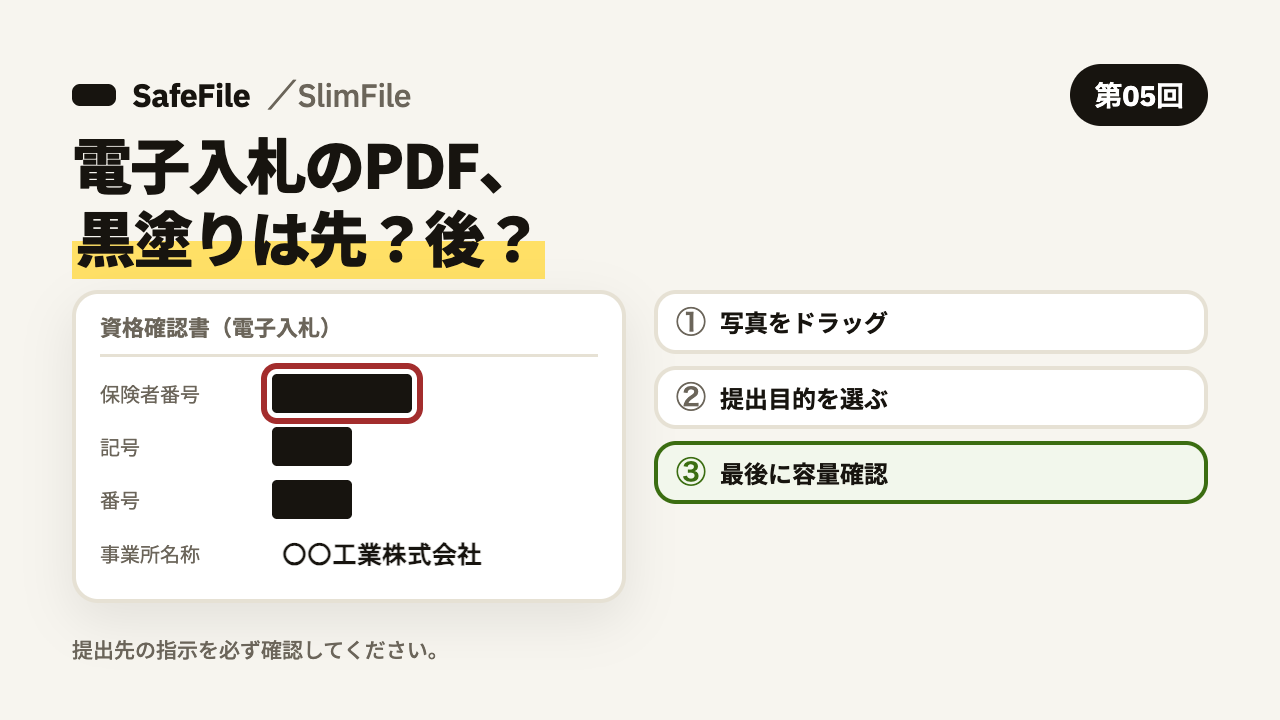 SafeFile ／SlimFile
第05回
電子入札のPDF、
黒塗りは先？後？
資格確認書（電子入札）
保険者番号
記号
番号
事業所名称 〇〇工業株式会社
① 写真をドラッグ
② 提出目的を選ぶ
③ 最後に容量確認
提出先の指示を必ず確認してください。